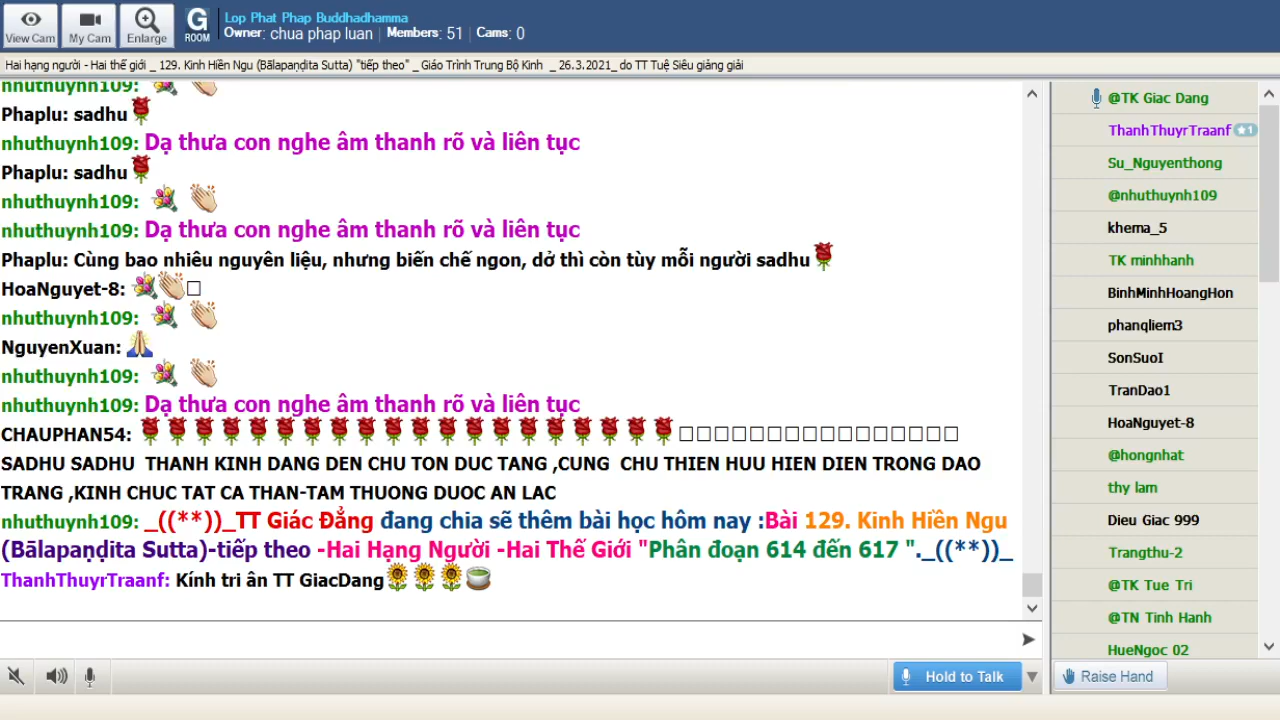 View Cam
My Cam
Enlarge
G
ROOM
Lop Phat Phap Buddhadhamma
Owner: chua phap luan | Members: 51 | Cams: 0
Hai hạng người - Hai thế giới _ 129. Kinh Hiền Ngu (Bālapaṇḍita Sutta) "tiếp theo" _ Giáo Trình Trung Bộ Kinh _ 26.3.2021_ do TT Tuệ Siêu giảng giải
nhuthuynh109:
Phaplu: sadhu
nhuthuynh109: Dạ thưa con nghe âm thanh rõ và liên tục
Phaplu: sadhu
nhuthuynh109:
nhuthuynh109: Dạ thưa con nghe âm thanh rõ và liên tục
Phaplu: Cùng bao nhiêu nguyên liệu, nhưng biến chế ngon, dở thì còn tùy mỗi người sadhu
HoaNguyet-8:
nhuthuynh109:
NguyenXuan:
nhuthuynh109:
nhuthuynh109: Dạ thưa con nghe âm thanh rõ và liên tục
CHAUPHAN54:
SADHU SADHU THANH KINH DANG DEN CHU TON DUC TANG ,CUNG CHU THIEN HUU HIEN DIEN TRONG DAO
TRANG ,KINH CHUC TAT CA THAN-TAM THUONG DUOC AN LAC
nhuthuynh109: _((**))_TT Giác Đẳng đang chia sẽ thêm bài học hôm nay :Bài 129. Kinh Hiền Ngu
(Bālapaṇḍita Sutta)-tiếp theo -Hai Hạng Người -Hai Thế Giới "Phân đoạn 614 đến 617 "._((**))_
ThanhThuyrTraanf: Kính tri ân TT GiacDang
Hold to Talk
@TK Giac Dang
ThanhThuyrTraanf ★1
Su_Nguyenthong
@nhuthuynh109
khema_5
TK minhhanh
BinhMinhHoangHon
phanqliem3
SonSuoI
TranDao1
HoaNguyet-8
@hongnhat
thy lam
Dieu Giac 999
Trangthu-2
@TK Tue Tri
@TN Tinh Hanh
HueNgoc 02
Raise Hand